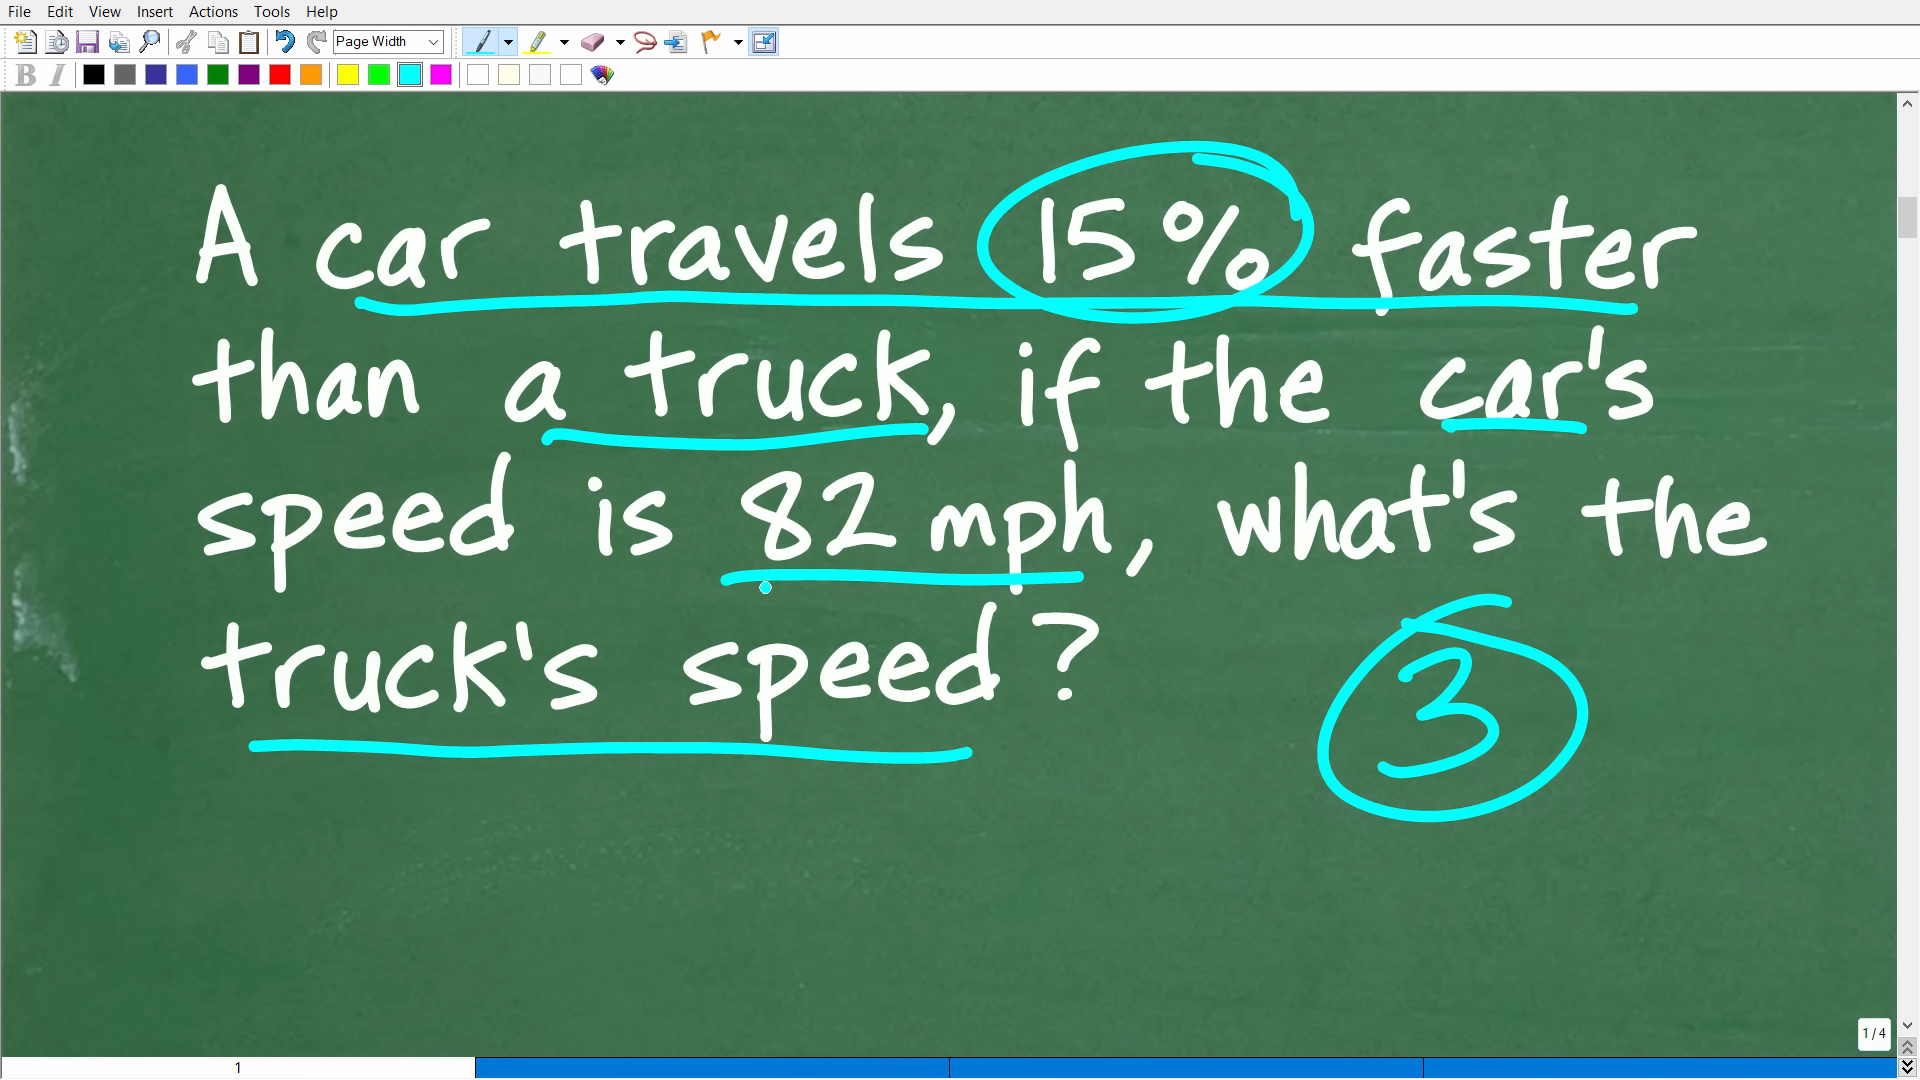 File Edit View Insert Actions Tools Help
Page Width
B I
A car travels 15% faster
than a truck, if the car's
speed is 82 mph, what's the
truck's speed?
3
1 / 4
1